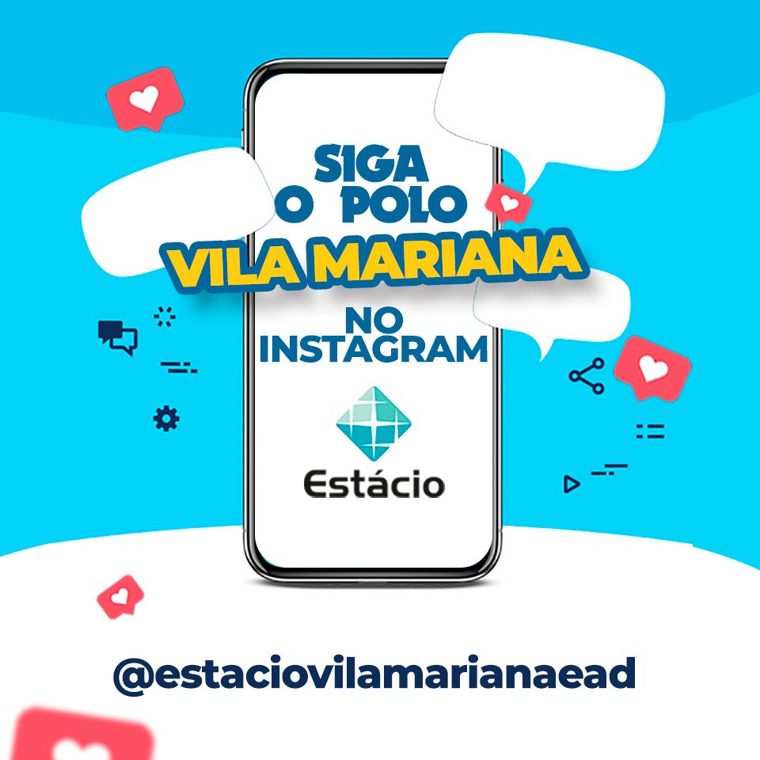 SIGA
O POLO
VILA MARIANA
NO
INSTAGRAM
Estácio
@estaciovilamarianaead